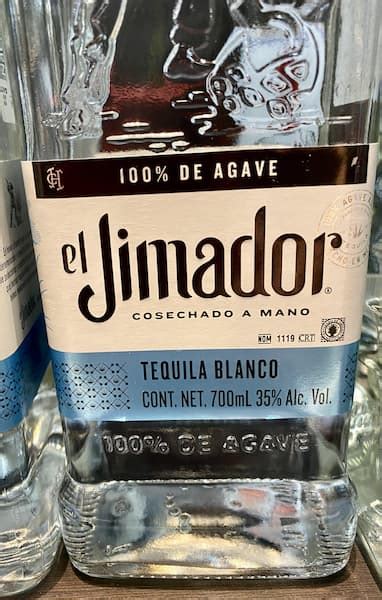 100% DE AGAVE
el Jimador®
COSECHADO A MANO
NOM 1119 CRT
TEQUILA BLANCO
CONT. NET. 700mL 35% Alc. Vol.
100% DE AGAVE